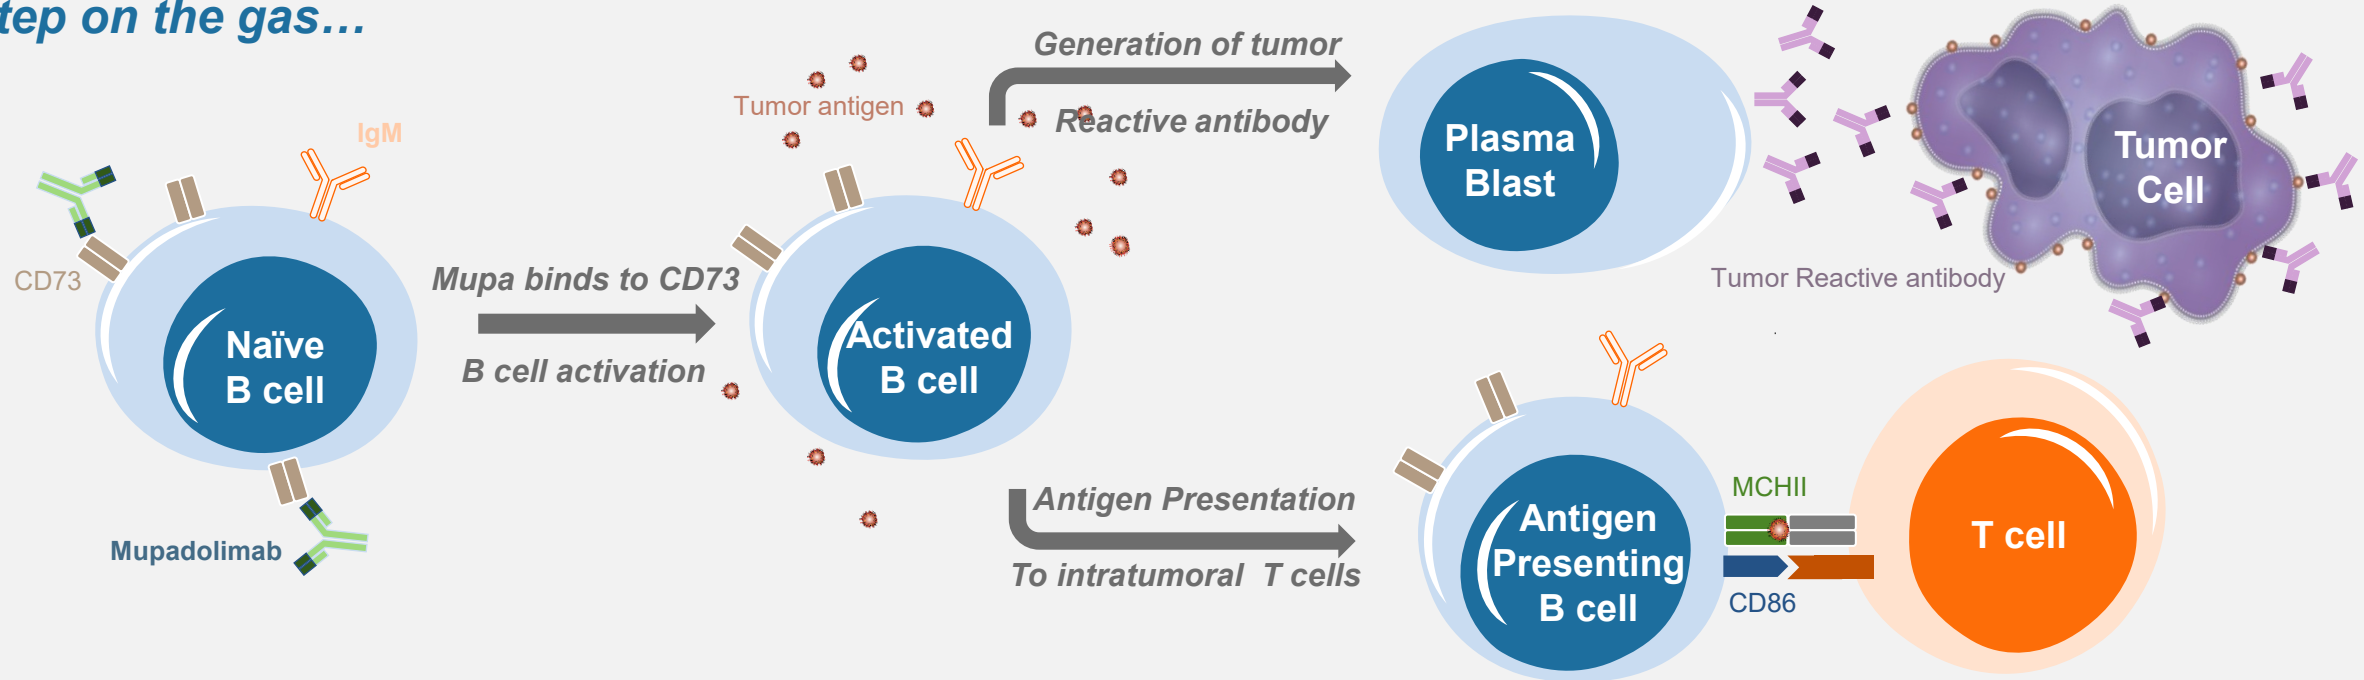 tep on the gas…
IgM
CD73
Naïve
B cell
Mupadolimab
Mupa binds to CD73
B cell activation
Tumor antigen
Activated
B cell
Generation of tumor
Reactive antibody
Plasma
Blast
Tumor
Cell
Tumor Reactive antibody
Antigen Presentation
To intratumoral T cells
Antigen
Presenting
B cell
MCHII
CD86
T cell